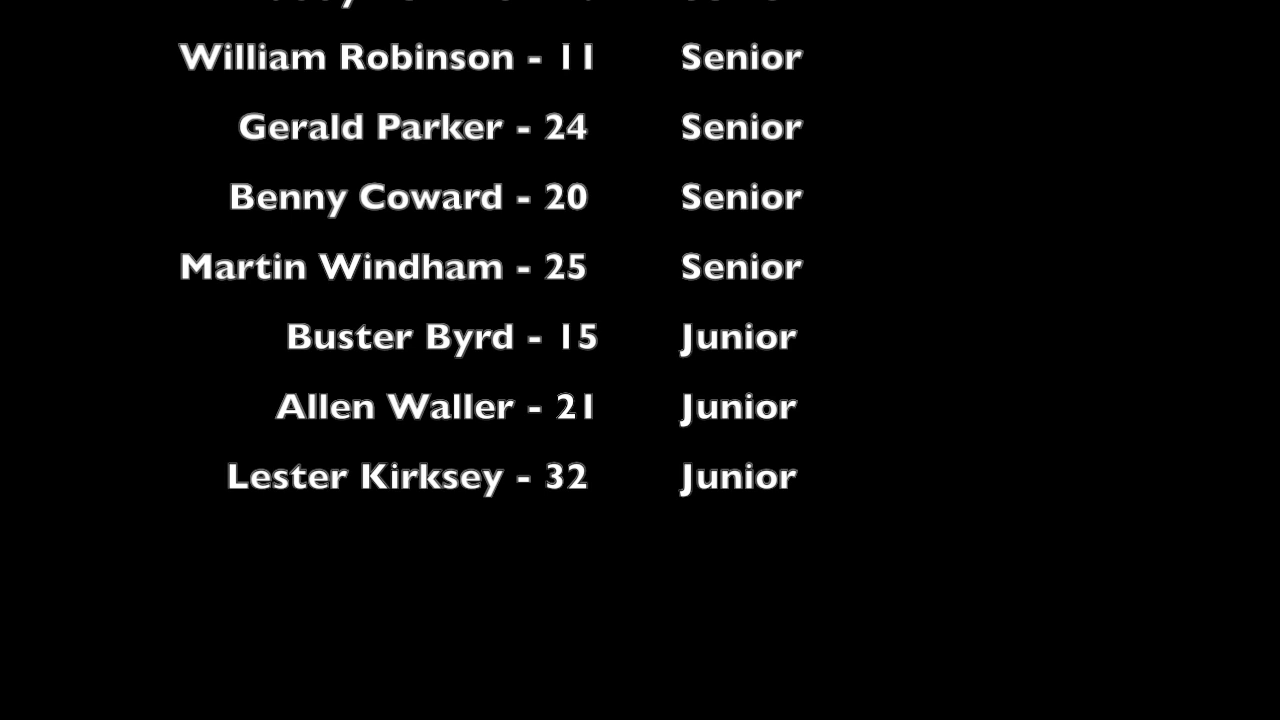 William Robinson - 11 Senior
Gerald Parker - 24 Senior
Benny Coward - 20 Senior
Martin Windham - 25 Senior
Buster Byrd - 15 Junior
Allen Waller - 21 Junior
Lester Kirksey - 32 Junior